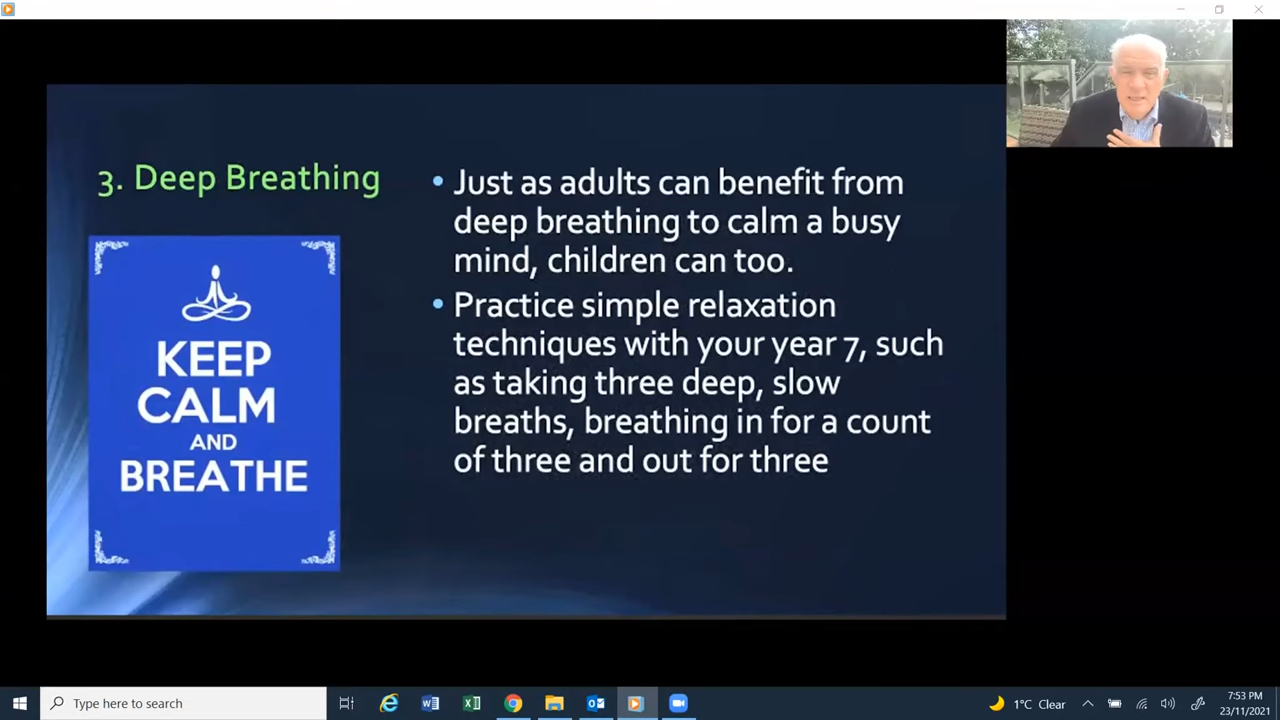 3. Deep Breathing
KEEP
CALM
AND
BREATHE
• Just as adults can benefit from
deep breathing to calm a busy
mind, children can too.
• Practice simple relaxation
techniques with your year 7, such
as taking three deep, slow
breaths, breathing in for a count
of three and out for three
Type here to search
1°C Clear
7:53 PM
23/11/2021